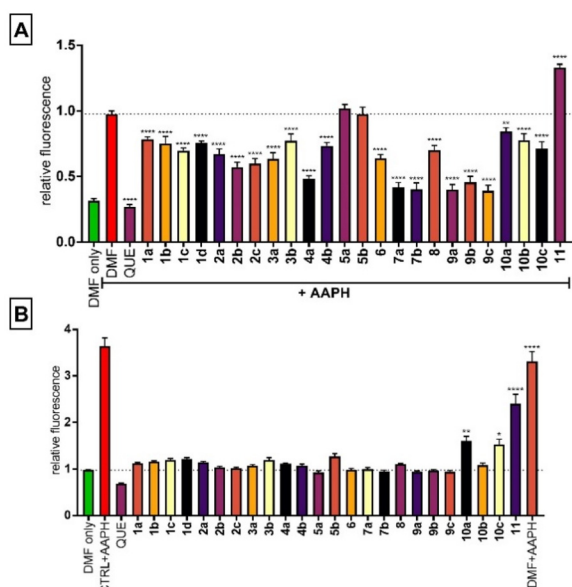 A
relative fluorescence
1.5
1.0
0.5
0.0
**** **** **** **** **** **** **** **** **** **** **** **** **** **** **** **** **** **** **** ** **** **** ****
DMF only DMF QUE 1a 1b 1c 1d 2a 2b 2c 3a 3b 4a 4b 5a 5b 6 7a 7b 8 9a 9b 9c 10a 10b 10c 11
+ AAPH
B
relative fluorescence
4
3
2
1
0
** * **** ****
DMF only CTRL+AAPH QUE 1a 1b 1c 1d 2a 2b 2c 3a 3b 4a 4b 5a 5b 6 7a 7b 8 9a 9b 9c 10a 10b 10c 11 DMF+AAPH